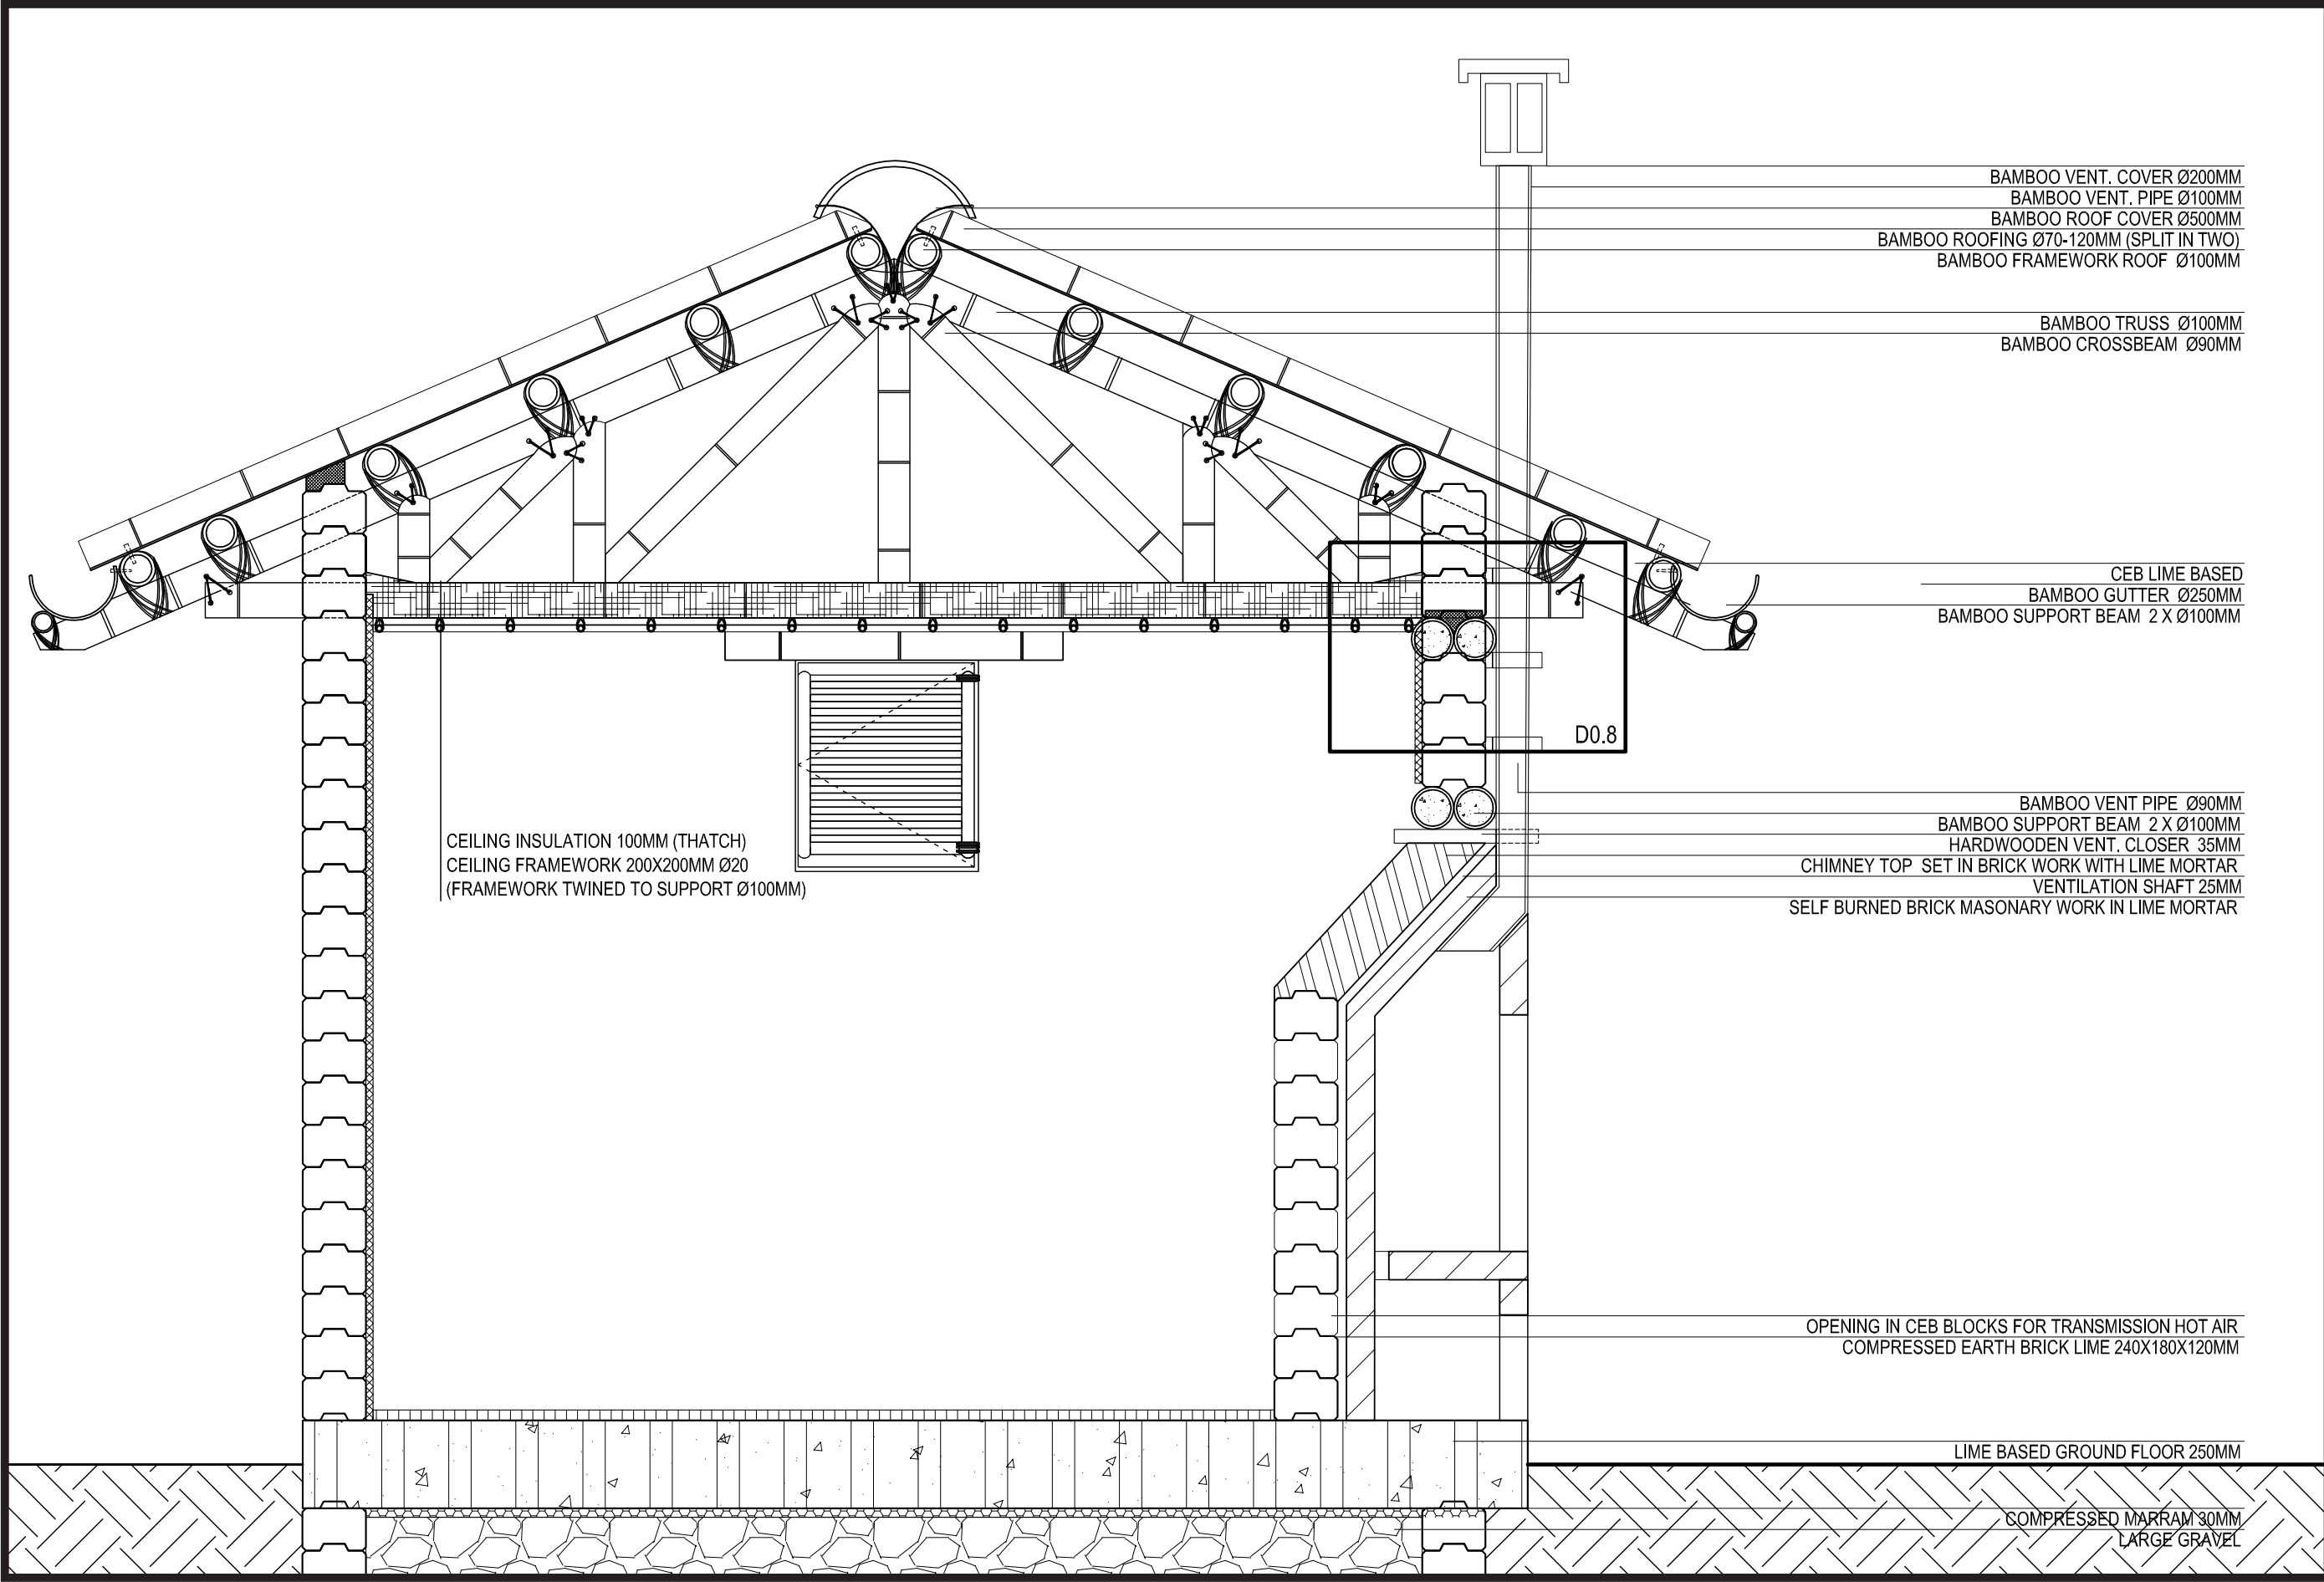 BAMBOO VENT. COVER Ø200MM
BAMBOO VENT. PIPE Ø100MM
BAMBOO ROOF COVER Ø500MM
BAMBOO ROOFING Ø70-120MM (SPLIT IN TWO)
BAMBOO FRAMEWORK ROOF Ø100MM
BAMBOO TRUSS Ø100MM
BAMBOO CROSSBEAM Ø90MM
CEB LIME BASED
BAMBOO GUTTER Ø250MM
BAMBOO SUPPORT BEAM 2 X Ø100MM
D0.8
CEILING INSULATION 100MM (THATCH)
CEILING FRAMEWORK 200X200MM Ø20
(FRAMEWORK TWINED TO SUPPORT Ø100MM)
BAMBOO VENT PIPE Ø90MM
BAMBOO SUPPORT BEAM 2 X Ø100MM
HARDWOODEN VENT. CLOSER 35MM
CHIMNEY TOP SET IN BRICK WORK WITH LIME MORTAR
VENTILATION SHAFT 25MM
SELF BURNED BRICK MASONARY WORK IN LIME MORTAR
OPENING IN CEB BLOCKS FOR TRANSMISSION HOT AIR
COMPRESSED EARTH BRICK LIME 240X180X120MM
LIME BASED GROUND FLOOR 250MM
COMPRESSED MARRAM 30MM
LARGE GRAVEL